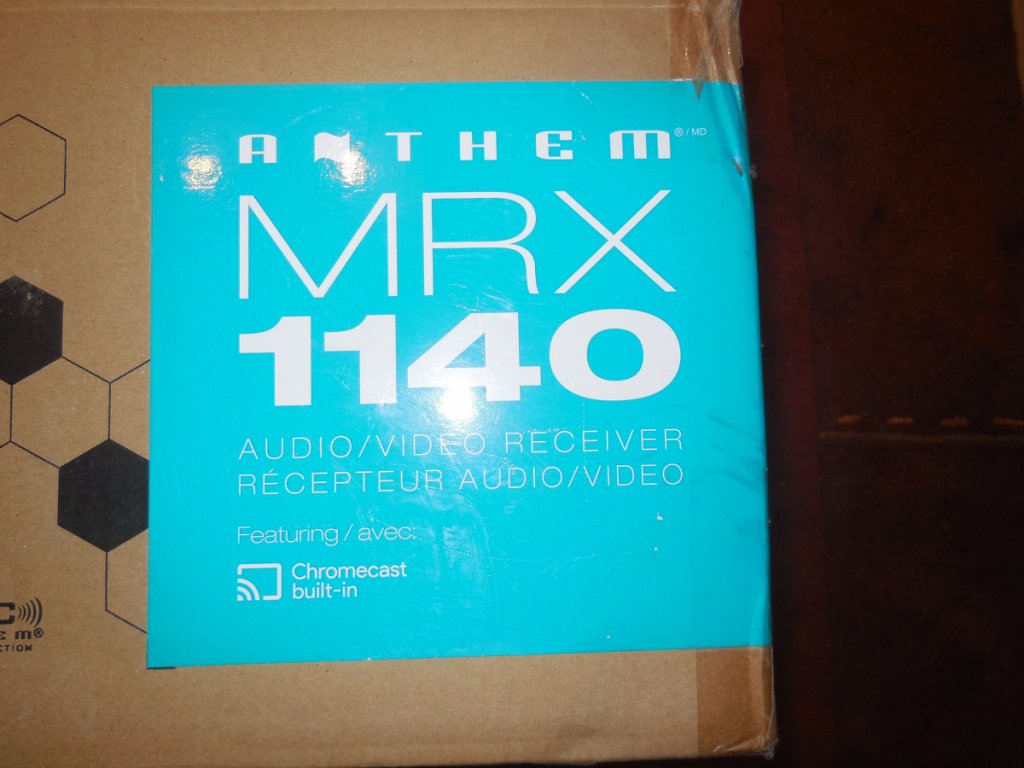 ANTHEM® / MD
MRX
1140
AUDIO/VIDEO RECEIVER
RÉCEPTEUR AUDIO/VIDEO
Featuring / avec:
Chromecast
built-in